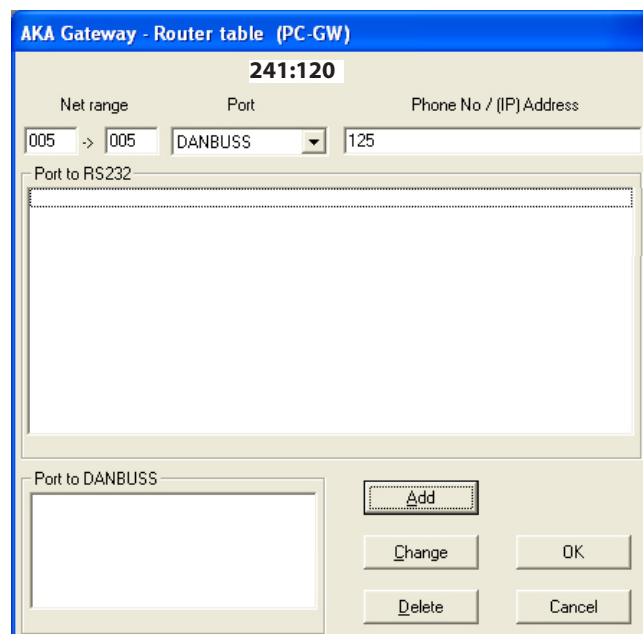 AKA Gateway - Router table (PC-GW)
241:120
Net range Port Phone No / (IP) Address
005 -> 005 DANBUSS 125
Port to RS232
Port to DANBUSS
Add
Change OK
Delete Cancel